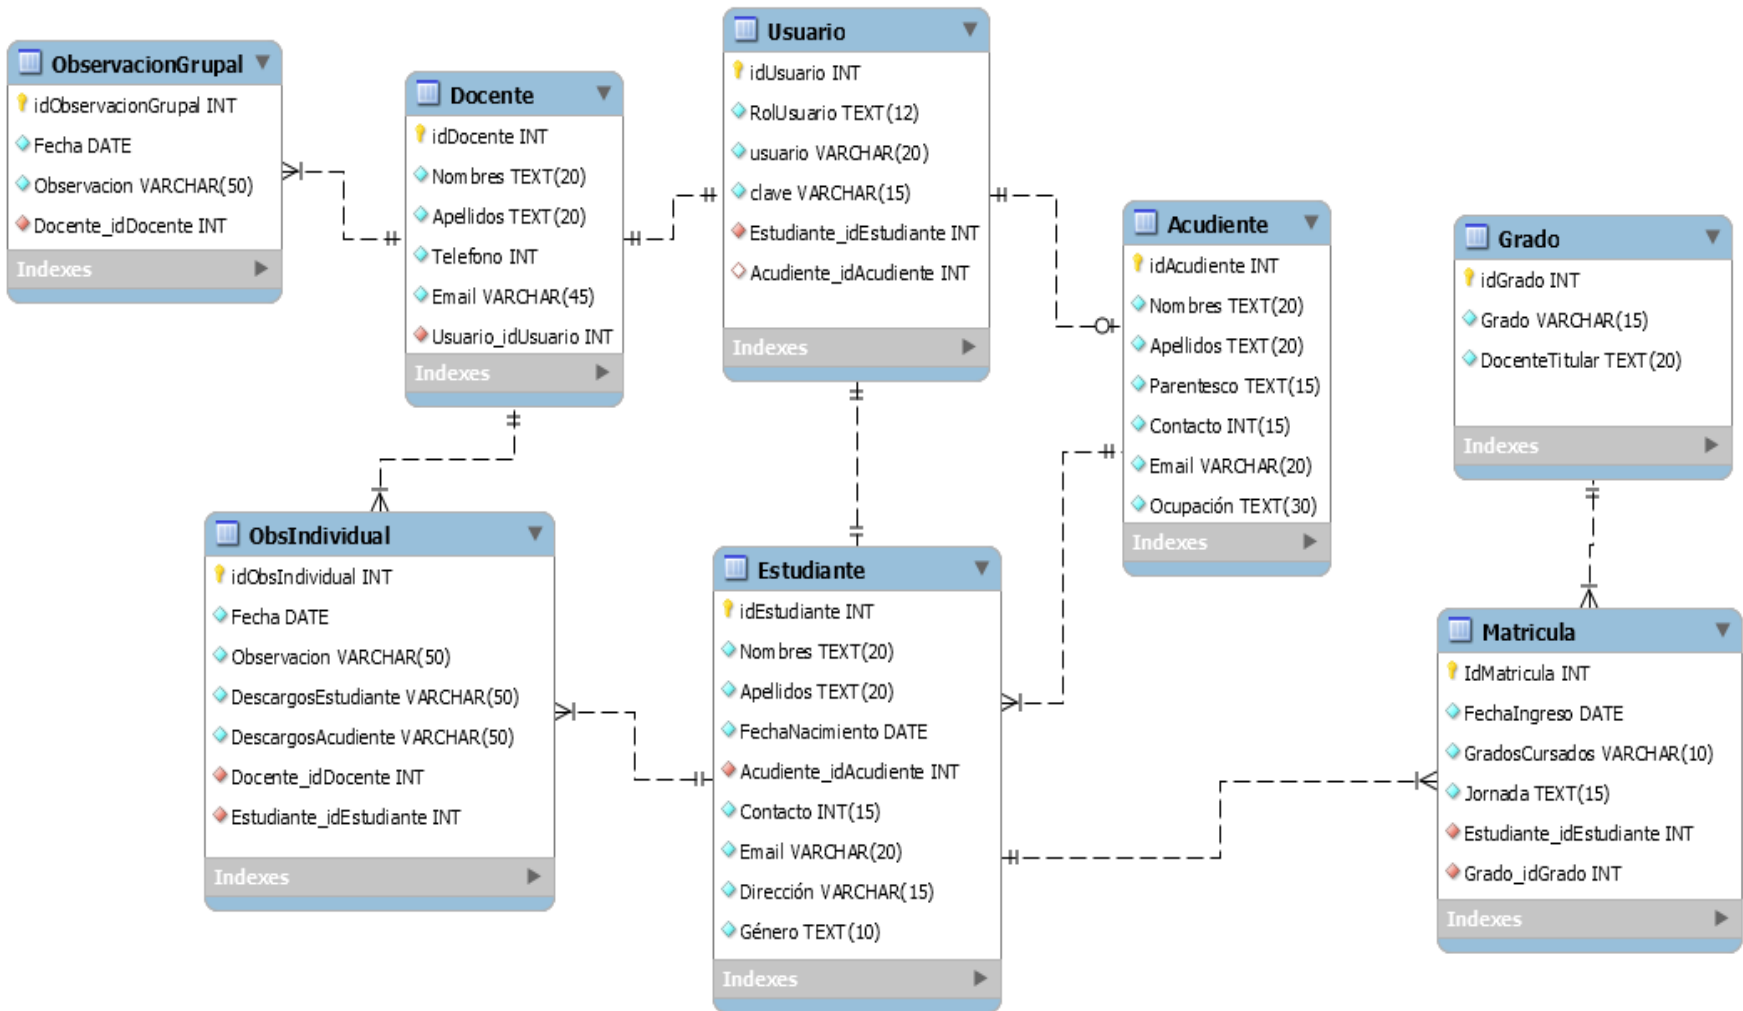 ObservacionGrupal
idObservacionGrupal INT
Fecha DATE
Observacion VARCHAR(50)
Docente_idDocente INT
Indexes
Docente
idDocente INT
Nombres TEXT(20)
Apellidos TEXT(20)
Telefono INT
Email VARCHAR(45)
Usuario_idUsuario INT
Indexes
Usuario
idUsuario INT
RolUsuario TEXT(12)
usuario VARCHAR(20)
clave VARCHAR(15)
Estudiante_idEstudiante INT
Acudiente_idAcudiente INT
Indexes
Acudiente
idAcudiente INT
Nombres TEXT(20)
Apellidos TEXT(20)
Parentesco TEXT(15)
Contacto INT(15)
Email VARCHAR(20)
Ocupación TEXT(30)
Indexes
Grado
idGrado INT
Grado VARCHAR(15)
DocenteTitular TEXT(20)
Indexes
ObsIndividual
idObsIndividual INT
Fecha DATE
Observacion VARCHAR(50)
DescargosEstudiante VARCHAR(50)
DescargosAcudiente VARCHAR(50)
Docente_idDocente INT
Estudiante_idEstudiante INT
Indexes
Estudiante
idEstudiante INT
Nombres TEXT(20)
Apellidos TEXT(20)
FechaNacimiento DATE
Acudiente_idAcudiente INT
Contacto INT(15)
Email VARCHAR(20)
Dirección VARCHAR(15)
Género TEXT(10)
Indexes
Matricula
IdMatricula INT
FechaIngreso DATE
GradosCursados VARCHAR(10)
Jornada TEXT(15)
Estudiante_idEstudiante INT
Grado_idGrado INT
Indexes